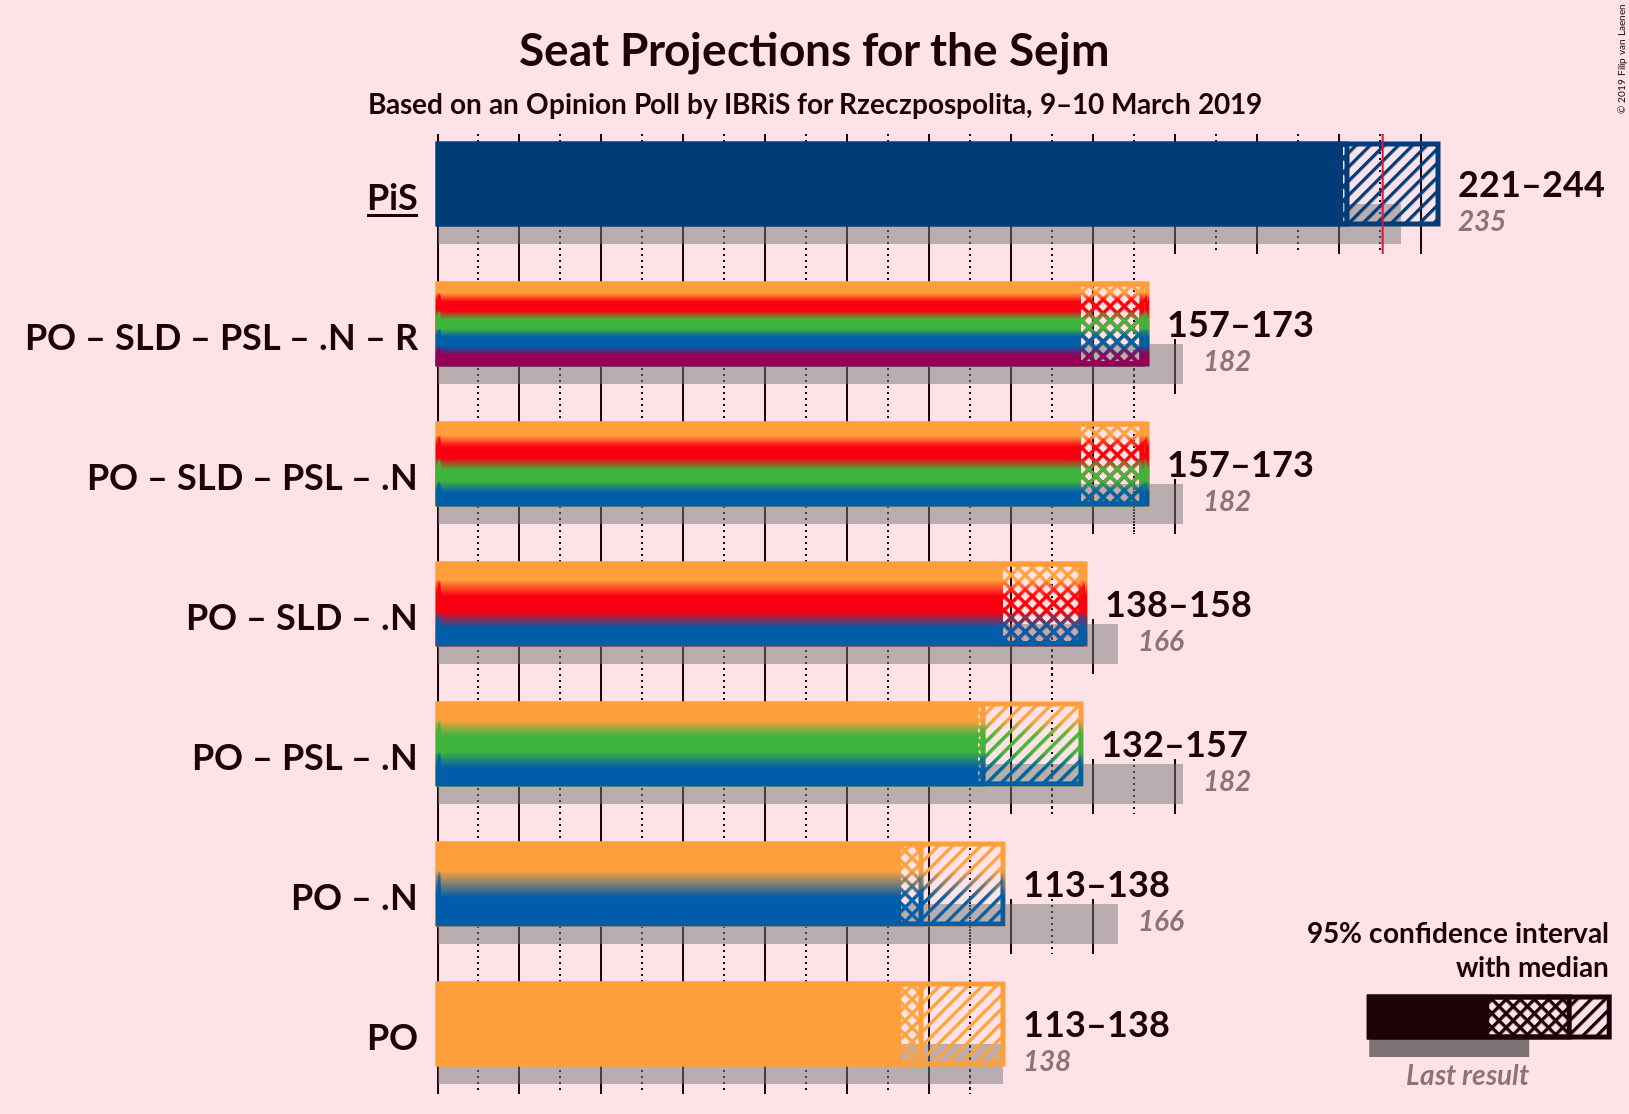 Seat Projections for the Sejm
Based on an Opinion Poll by IBRiS for Rzeczpospolita, 9–10 March 2019
© 2019 Filip van Laenen
PiS
221–244
235
PO – SLD – PSL – .N – R
157–173
182
PO – SLD – PSL – .N
157–173
182
PO – SLD – .N
138–158
166
PO – PSL – .N
132–157
182
PO – .N
113–138
166
PO
113–138
138
95% confidence interval
with median
Last result